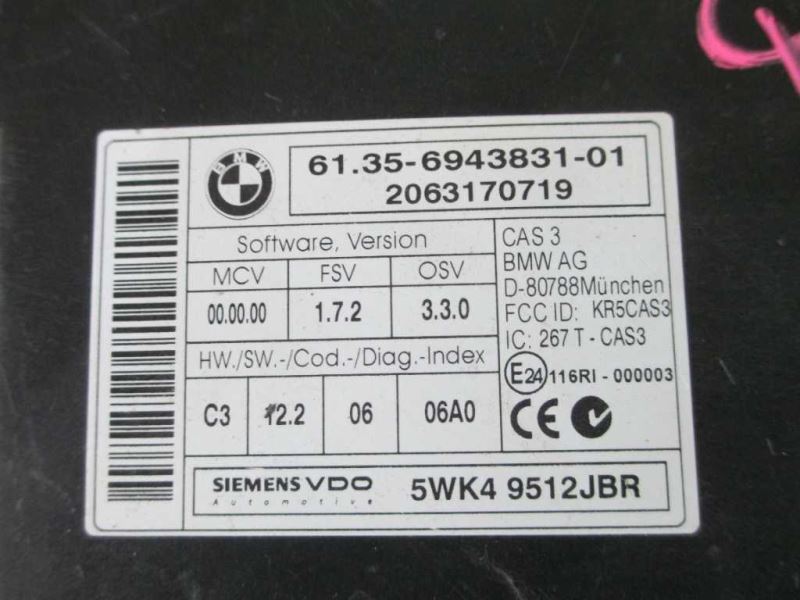 BMW
61.35-6943831-01
2063170719
Software, Version
MCV FSV OSV
00.00.00 1.7.2 3.3.0
HW./SW.-/Cod.-/Diag.-Index
C3 12.2 06 06A0
CAS 3
BMW AG
D-80788München
FCC ID: KR5CAS3
IC: 267 T - CAS3
E24 116RI - 000003
CE
SIEMENS VDO
Automotive
5WK4 9512JBR